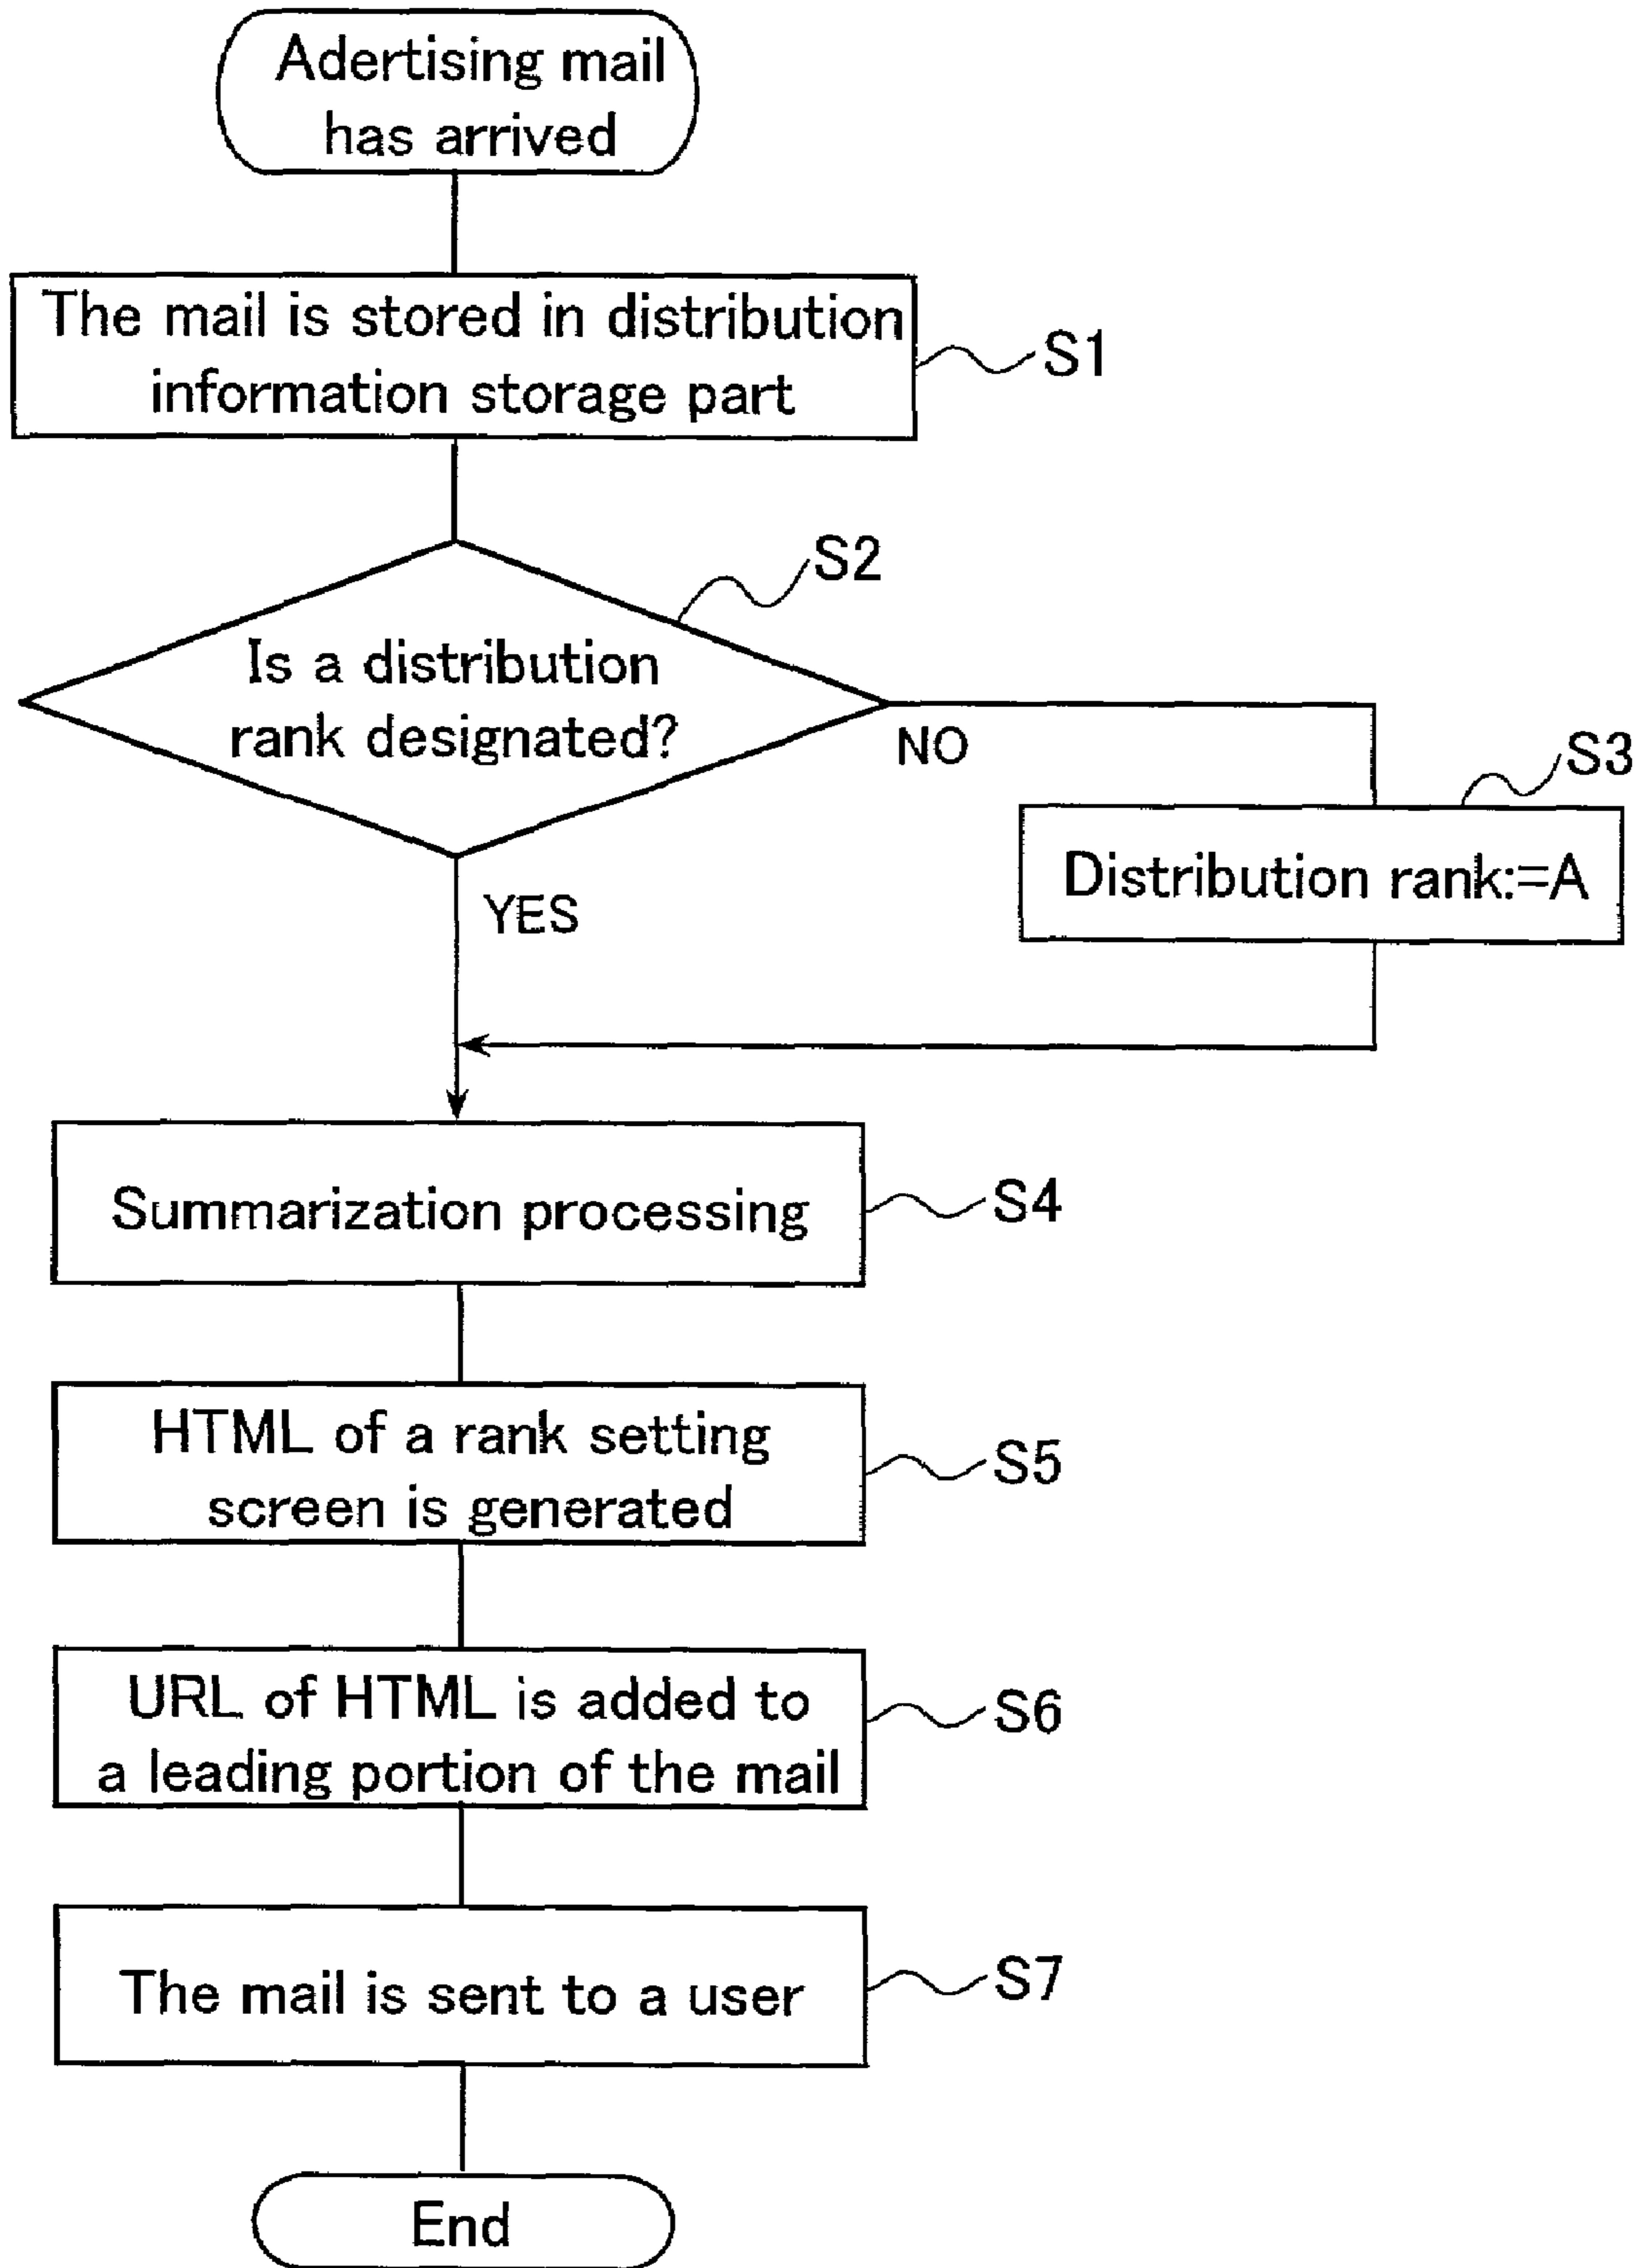 Adertising mail
has arrived
The mail is stored in distribution
information storage part
S1
S2
Is a distribution
rank designated?
NO
S3
Distribution rank:=A
YES
Summarization processing
S4
HTML of a rank setting
screen is generated
S5
URL of HTML is added to
a leading portion of the mail
S6
The mail is sent to a user
S7
End